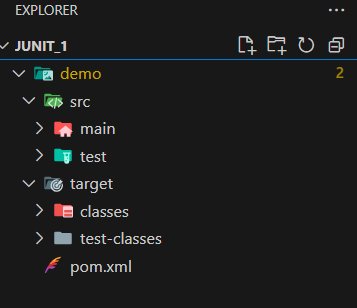 EXPLORER
JUNIT_1
demo 2
src
main
test
target
classes
test-classes
pom.xml